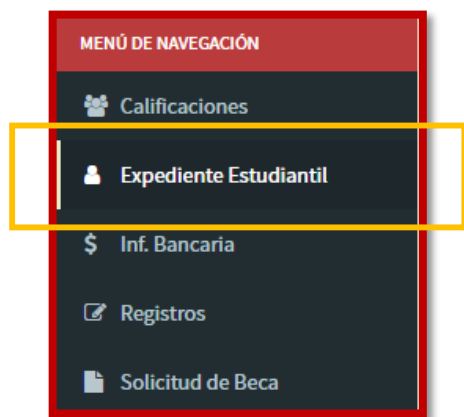 MENÚ DE NAVEGACIÓN
Calificaciones
Expediente Estudiantil
Inf. Bancaria
Registros
Solicitud de Beca